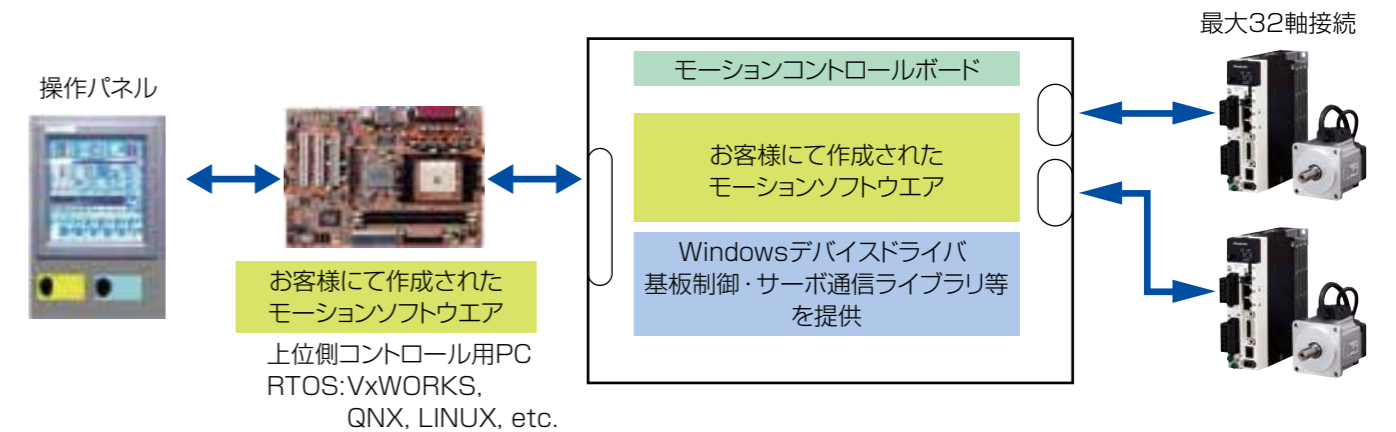 最大32軸接続
操作パネル
モーションコントロールボード
お客様にて作成された
モーションソフトウエア
Windowsデバイスドライバ
基板制御・サーボ通信ライブラリ等
を提供
お客様にて作成された
モーションソフトウエア
上位側コントロール用PC
RTOS:VxWORKS,
QNX, LINUX, etc.